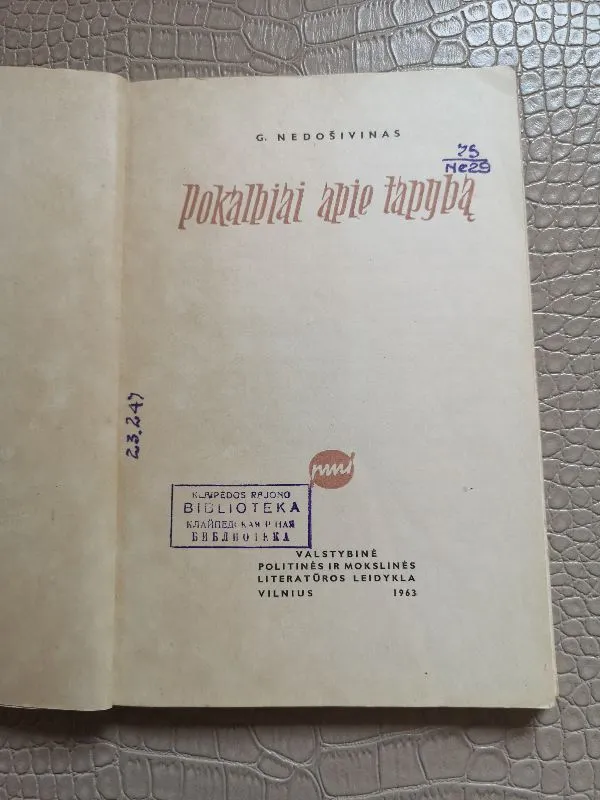 G. NEDOŠIVINAS
75
Ne29
Pokalbiai apie tapybą
23.247
pmi
KLAIPĖDOS RAJONO
BIBLIOTEKA
КЛАЙПЕДСКАЯ
БИБЛИОТЕКА
VALSTYBINĖ
POLITINĖS IR MOKSLINĖS
LITERATŪROS LEIDYKLA
VILNIUS 1963